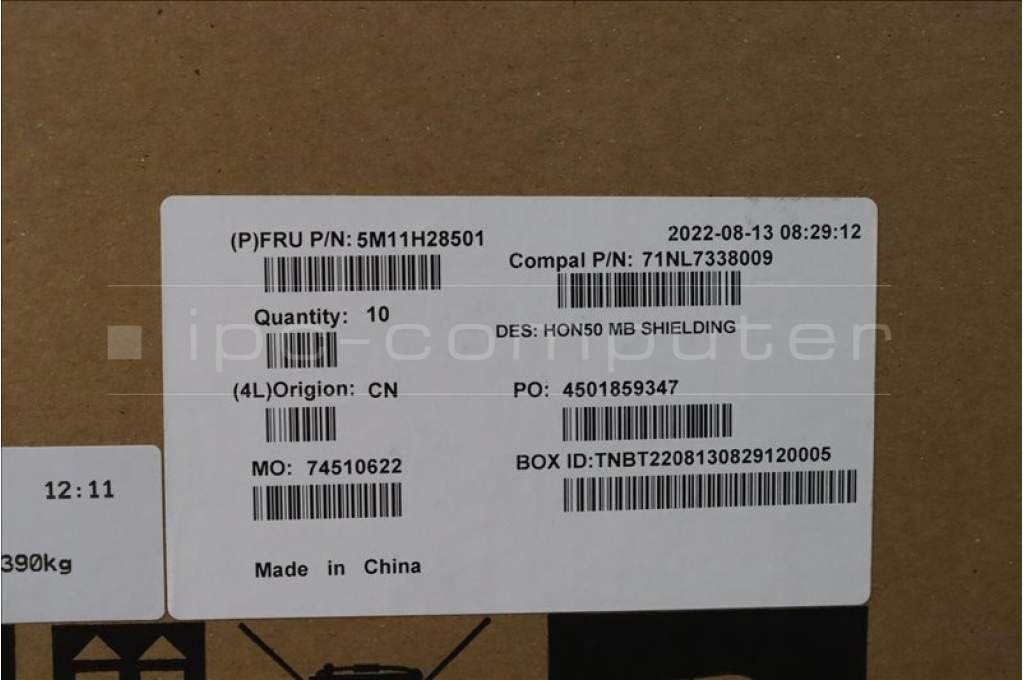 (P)FRU P/N: 5M11H28501
2022-08-13 08:29:12
Compal P/N: 71NL7338009
Quantity: 10
DES: HON50 MB SHIELDING
ipc-computer
(4L)Origion: CN
PO: 4501859347
MO: 74510622
BOX ID:TNBT2208130829120005
Made in China
12:11
390kg